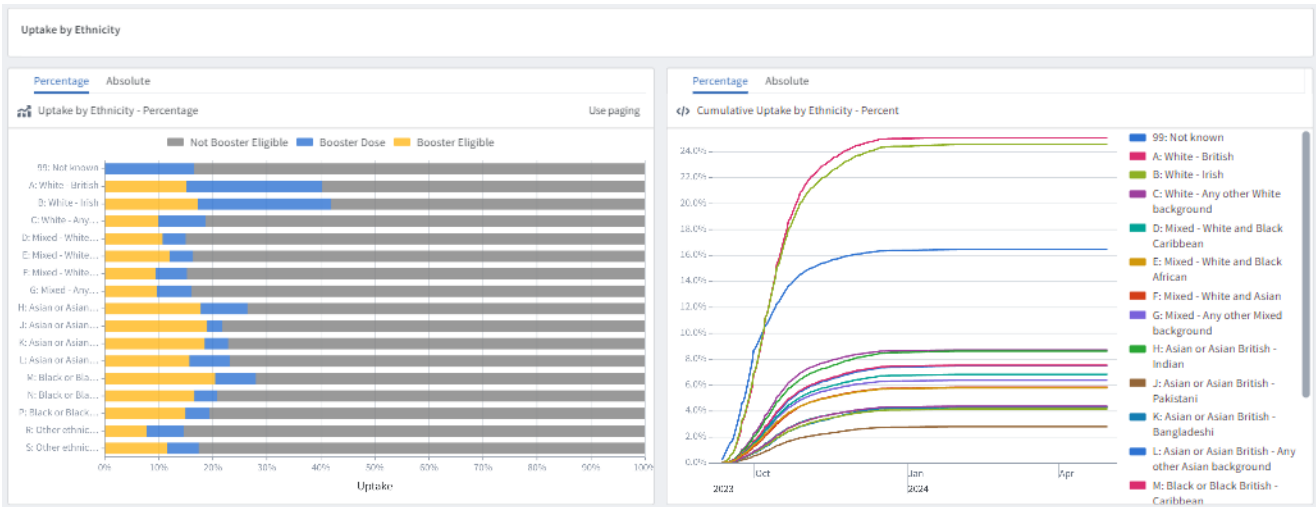 Uptake by Ethnicity
Percentage Absolute
Uptake by Ethnicity - Percentage Use paging
Not Booster Eligible Booster Dose Booster Eligible
99: Not known
A: White - British
B: White - Irish
C: White - Any...
D: Mixed - White...
E: Mixed - White...
F: Mixed - White...
G: Mixed - Any...
H: Asian or Asian...
J: Asian or Asian...
K: Asian or Asian...
L: Asian or Asian...
M: Black or Bla...
N: Black or Bla...
P: Black or Black...
R: Other ethnic...
S: Other ethnic...
0% 10% 20% 30% 40% 50% 60% 70% 80% 90% 100%
Uptake
Percentage Absolute
</> Cumulative Uptake by Ethnicity - Percent
24.0%
22.0%
20.0%
18.0%
16.0%
14.0%
12.0%
10.0%
8.0%
6.0%
4.0%
2.0%
0.0%
Oct Jan Apr
2023 2024
99: Not known
A: White - British
B: White - Irish
C: White - Any other White
background
D: Mixed - White and Black
Caribbean
E: Mixed - White and Black
African
F: Mixed - White and Asian
G: Mixed - Any other Mixed
background
H: Asian or Asian British -
Indian
J: Asian or Asian British -
Pakistani
K: Asian or Asian British -
Bangladeshi
L: Asian or Asian British - Any
other Asian background
M: Black or Black British -
Caribbean